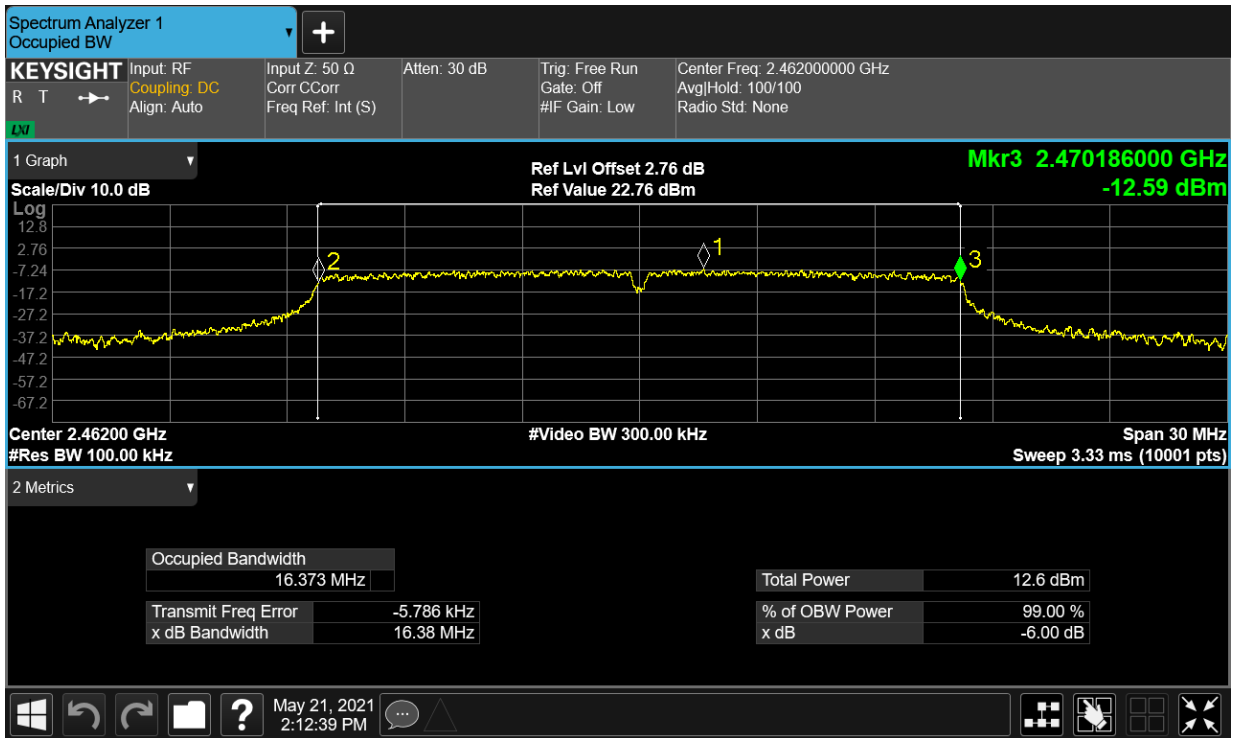 Spectrum Analyzer 1
Occupied BW
KEYSIGHT
R T
LXI
Input: RF
Coupling: DC
Align: Auto
Input Z: 50 Ω
Corr CCorr
Freq Ref: Int (S)
Atten: 30 dB
Trig: Free Run
Gate: Off
#IF Gain: Low
Center Freq: 2.462000000 GHz
Avg|Hold: 100/100
Radio Std: None
1 Graph
Scale/Div 10.0 dB
Ref Lvl Offset 2.76 dB
Ref Value 22.76 dBm
Mkr3 2.470186000 GHz
-12.59 dBm
Log
12.8
2.76
-7.24
-17.2
-27.2
-37.2
-47.2
-57.2
-67.2
2
1
3
Center 2.46200 GHz
#Video BW 300.00 kHz
Span 30 MHz
#Res BW 100.00 kHz
Sweep 3.33 ms (10001 pts)
2 Metrics
Occupied Bandwidth
16.373 MHz
Transmit Freq Error -5.786 kHz
x dB Bandwidth 16.38 MHz
Total Power 12.6 dBm
% of OBW Power 99.00 %
x dB -6.00 dB
?
May 21, 2021
2:12:39 PM